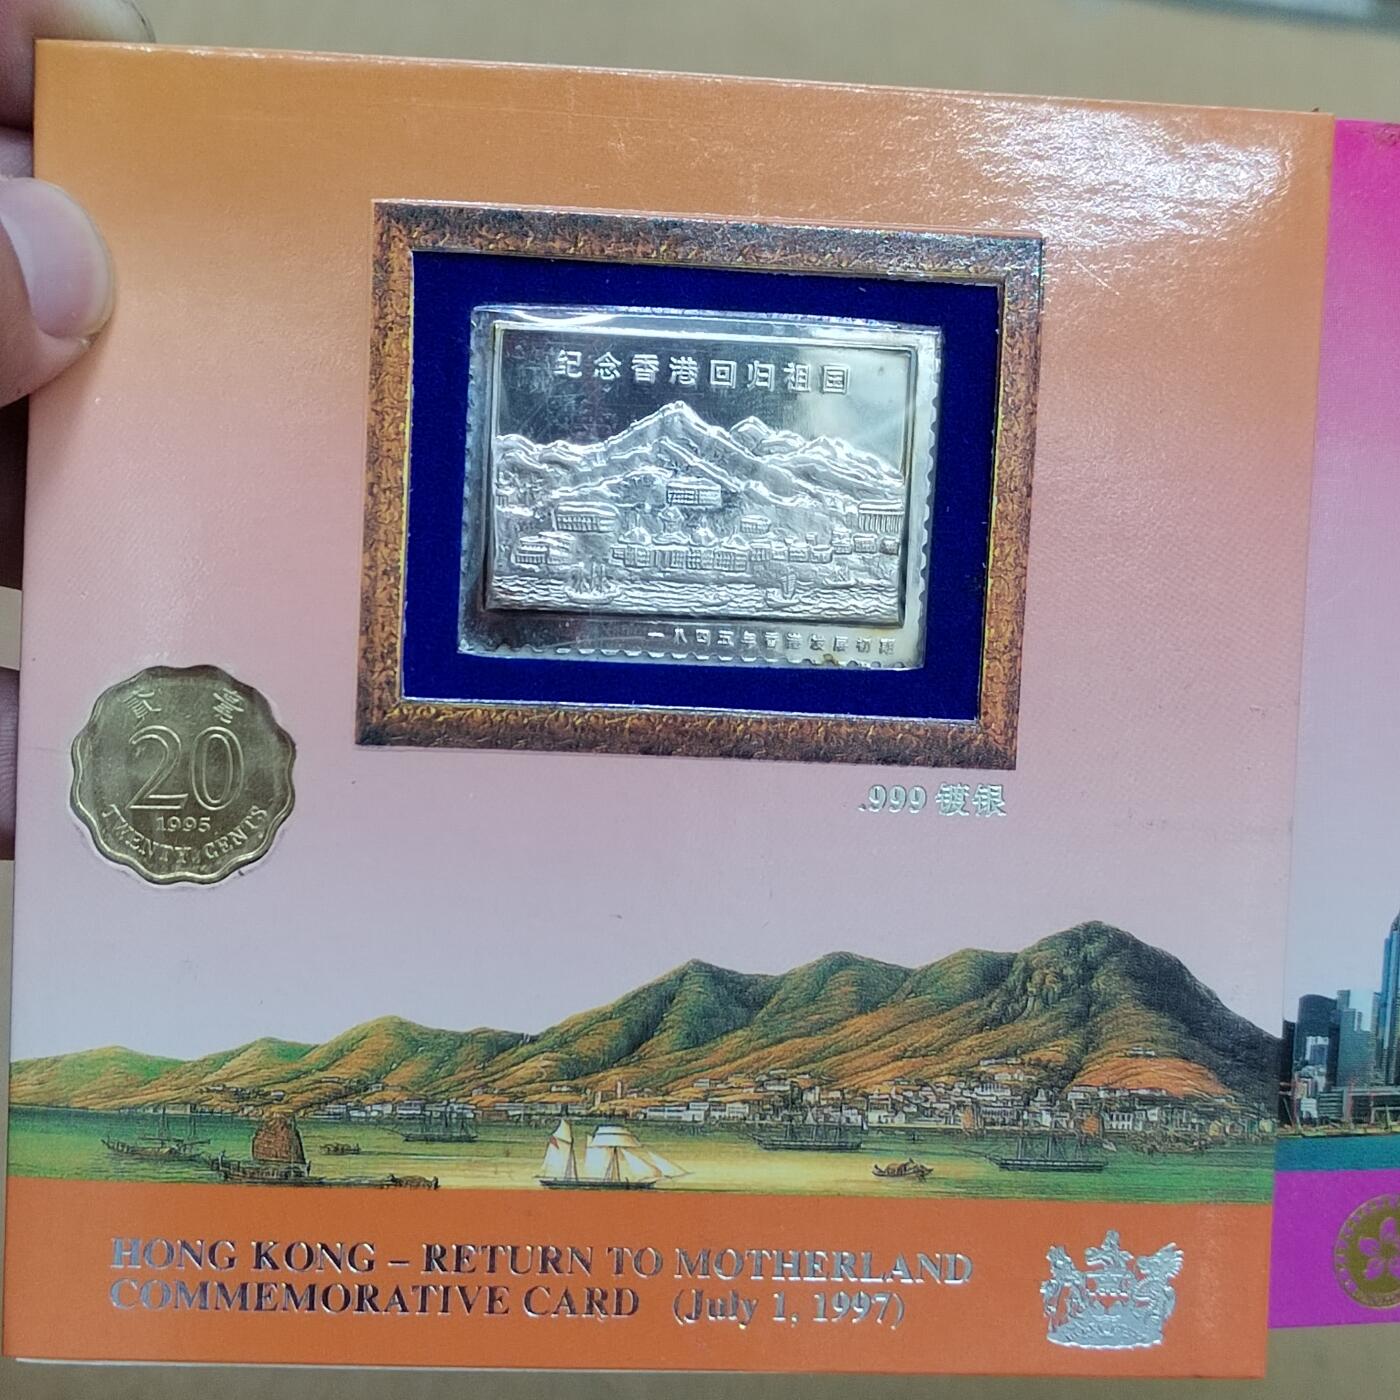 纪念香港回归祖国
一八四五年香港发展初期
.999 镀银
贰 毫
20
1995
TWENTY CENTS
HONG KONG – RETURN TO MOTHERLAND
COMMEMORATIVE CARD (July 1, 1997)